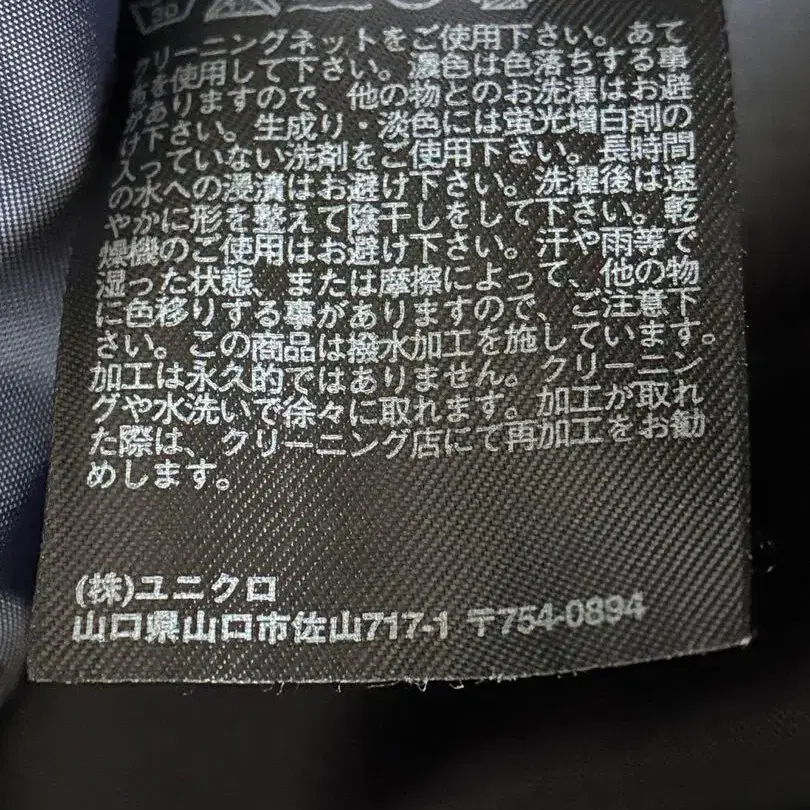 30
クリーニングネットをご使用下さい。あて
布を使用して下さい。濃色は色落ちする事
がありますので、他の物とのお洗濯はお避
け下さい。生成り・淡色には蛍光増白剤の
入っていない洗剤をご使用下さい。長時間
の水への浸漬はお避け下さい。洗濯後は速
やかに形を整えて陰干しをして下さい。乾
燥機のご使用はお避け下さい。汗や雨等で
湿った状態、または摩擦によって、他の物
に色移りする事がありますので、ご注意下
さい。この商品は撥水加工を施しています。
加工は永久的ではありません。クリーニン
グや水洗いで徐々に取れます。加工が取れ
た際は、クリーニング店にて再加工をお勧
めします。
(株)ユニクロ
山口県山口市佐山717-1 〒754-0894